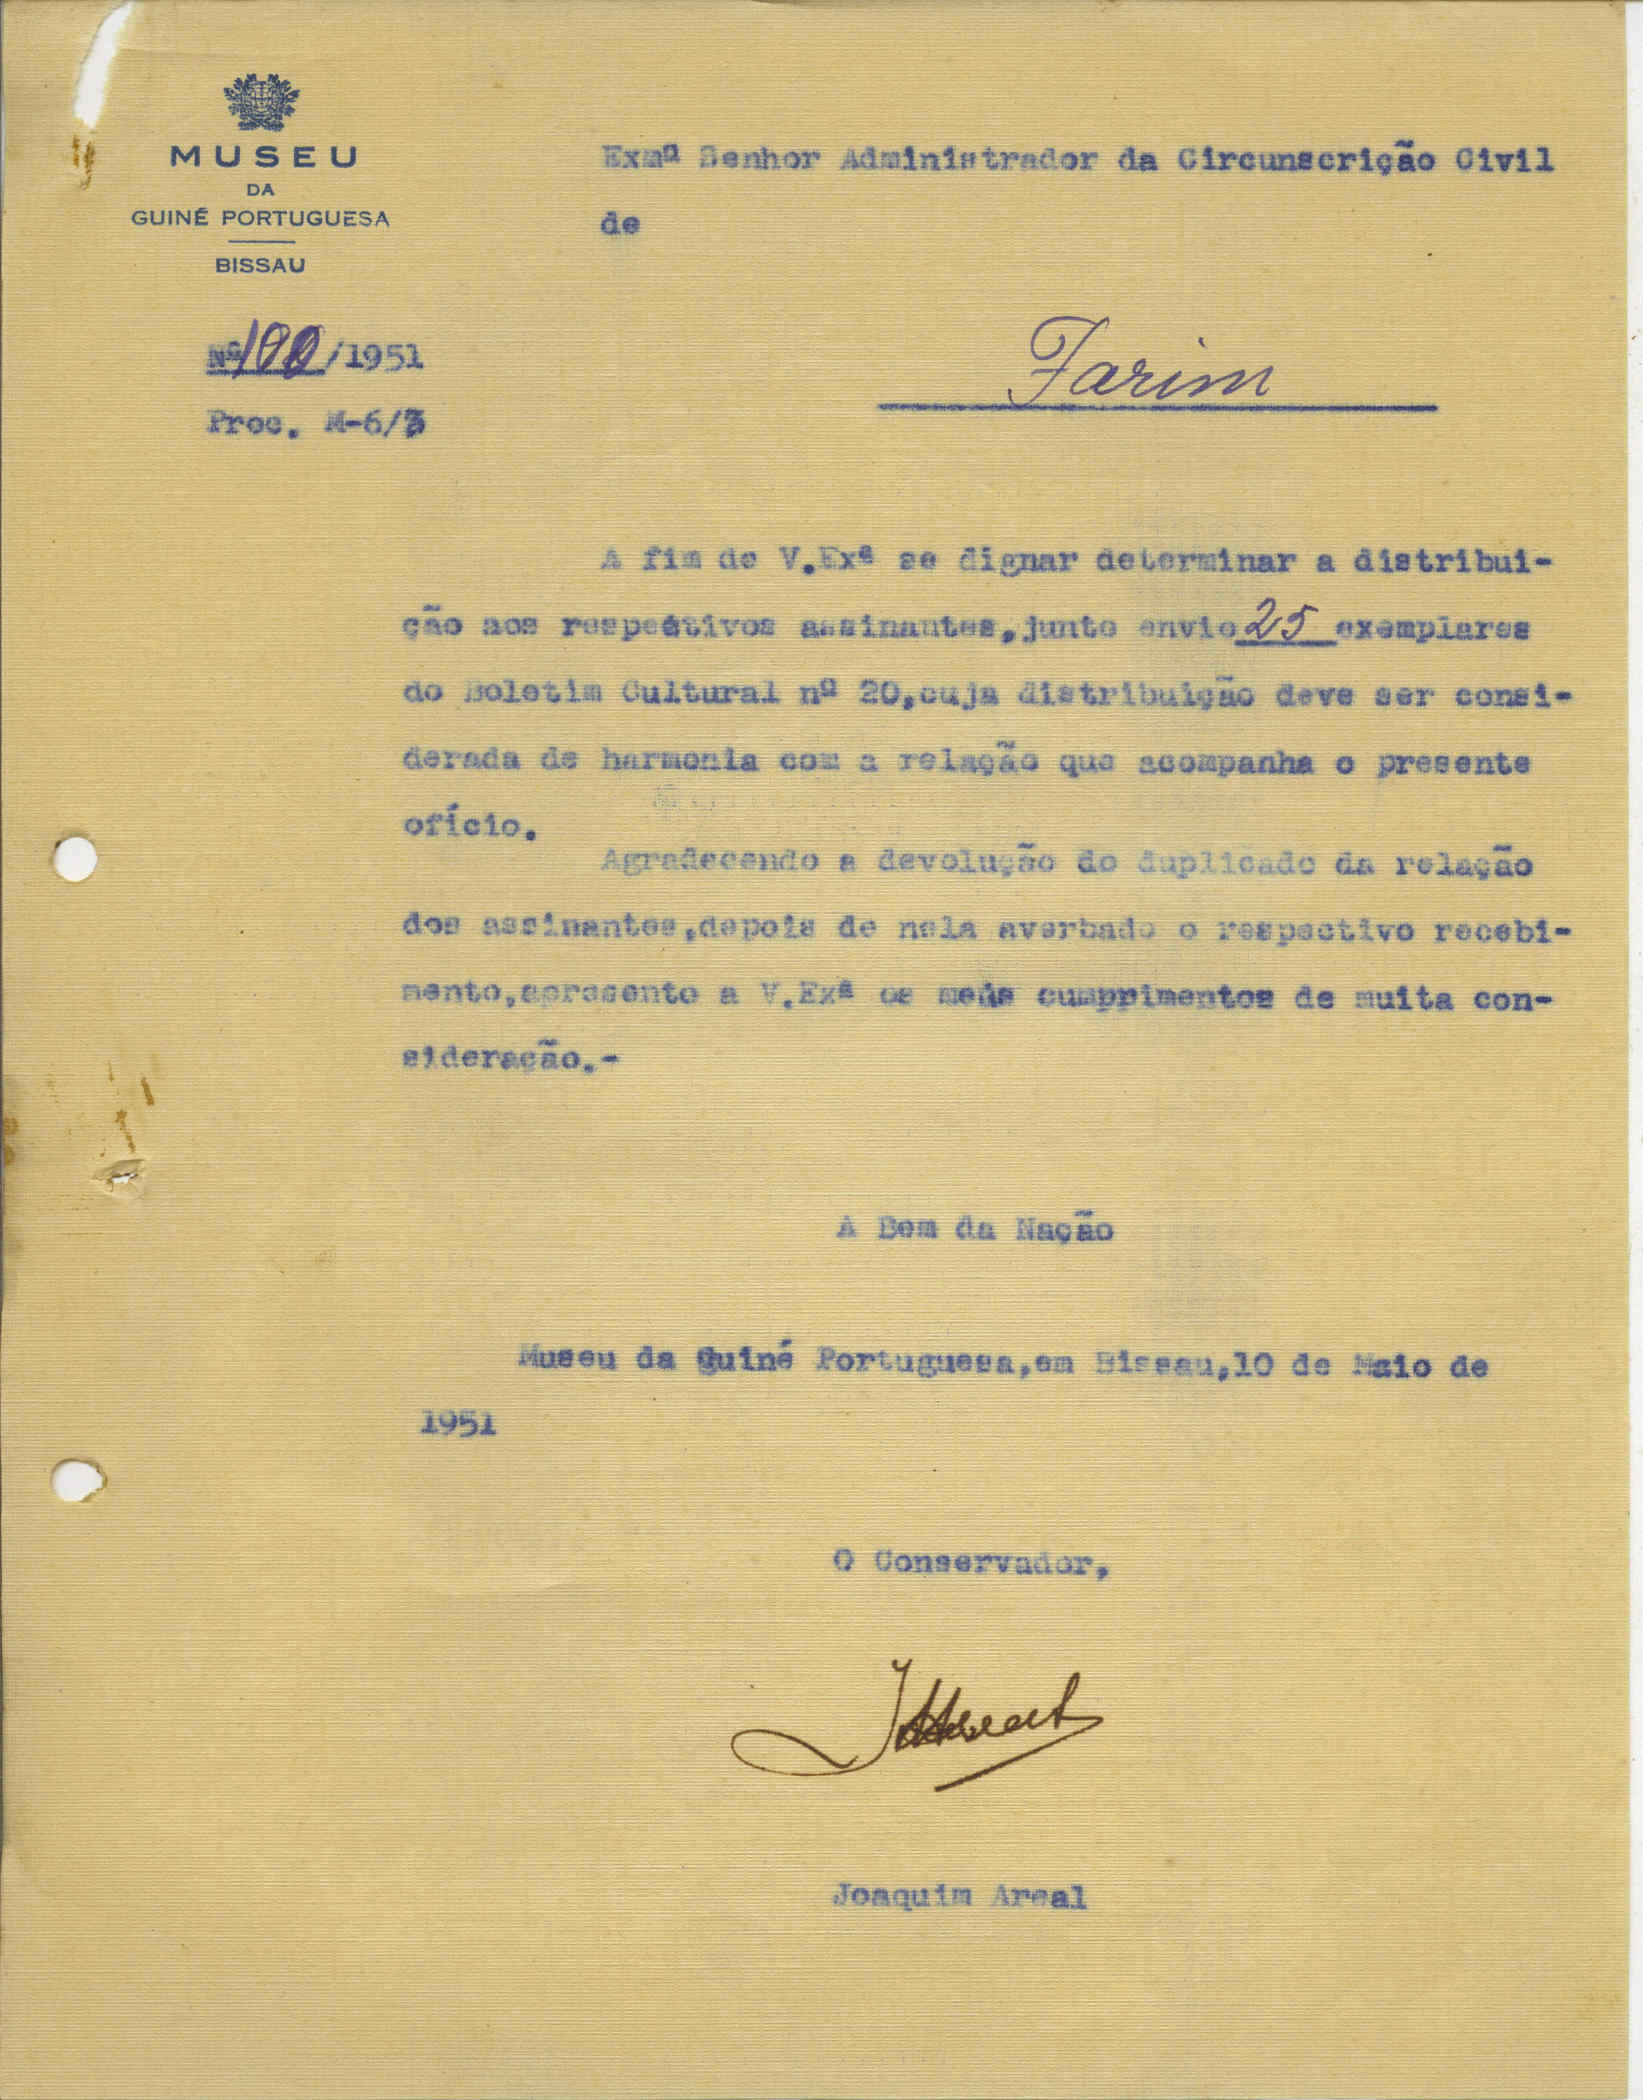 MUSEU
DA
GUINÉ PORTUGUESA
BISSAU
Exmº Senhor Administrador da Circunscrição Civil
de
Nº 100/1951
Farim
Proc. M-6/3
A fim de V.Exª se dignar determinar a distribui-
ção aos respectivos assinantes,junto envio 25 exemplares
do Boletim Cultural nº 20,cuja distribuição deve ser consi-
derada de harmonia com a relação que acompanha o presente
ofício.
Agradecendo a devolução do duplicado da relação
dos assinantes,depois de nela averbado o respectivo recebi-
mento,apresento a V.Exª os meus cumpprimentos de muita con-
sideração.-
A Bem da Nação
Museu da Guiné Portuguesa,em Bissau,10 de Maio de
1951
O Conservador,
JAAreal
Joaquim Areal